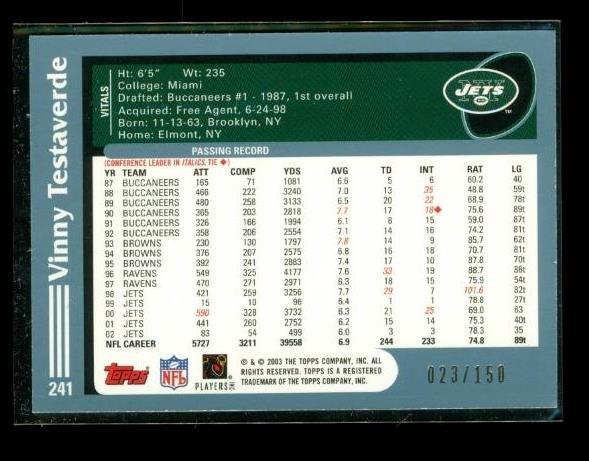 Vinny Testaverde
241
VITALS
Ht: 6'5" Wt: 235
College: Miami
Drafted: Buccaneers #1 - 1987, 1st overall
Acquired: Free Agent, 6-24-98
Born: 11-13-63, Brooklyn, NY
Home: Elmont, NY
JETS
PASSING RECORD
(CONFERENCE LEADER IN ITALICS, TIE ◆)
YR TEAM ATT COMP YDS AVG TD INT RAT LG
87 BUCCANEERS 165 71 1081 6.6 5 6 60.2 40
88 BUCCANEERS 466 222 3240 7.0 13 35 48.8 59t
89 BUCCANEERS 480 258 3133 6.5 20 22 68.9 78t
90 BUCCANEERS 365 203 2818 7.7 17 18◆ 75.6 89t
91 BUCCANEERS 326 166 1994 6.1 8 15 59.0 87t
92 BUCCANEERS 358 206 2554 7.1 14 16 74.2 81t
93 BROWNS 230 130 1797 7.8 14 9 85.7 62t
94 BROWNS 376 207 2575 6.8 16 18 70.7 81t
95 BROWNS 392 241 2883 7.4 17 10 87.8 70t
96 RAVENS 549 325 4177 7.6 33 19 88.7 86t
97 RAVENS 470 271 2971 6.3 18 15 75.9 54t
98 JETS 421 259 3256 7.7 29 7 101.6 82t
99 JETS 15 10 96 6.4 1 1 78.8 27t
00 JETS 590 328 3732 6.3 21 25 69.0 63
01 JETS 441 260 2752 6.2 15 14 75.3 40t
02 JETS 83 54 499 6.0 3 3 78.3 35
NFL CAREER 5727 3211 39558 6.9 244 233 74.8 89t
Topps
NFL
PLAYERS INC
® & © 2003 THE TOPPS COMPANY, INC. ALL
RIGHTS RESERVED. TOPPS IS A REGISTERED
TRADEMARK OF THE TOPPS COMPANY, INC.
023/150